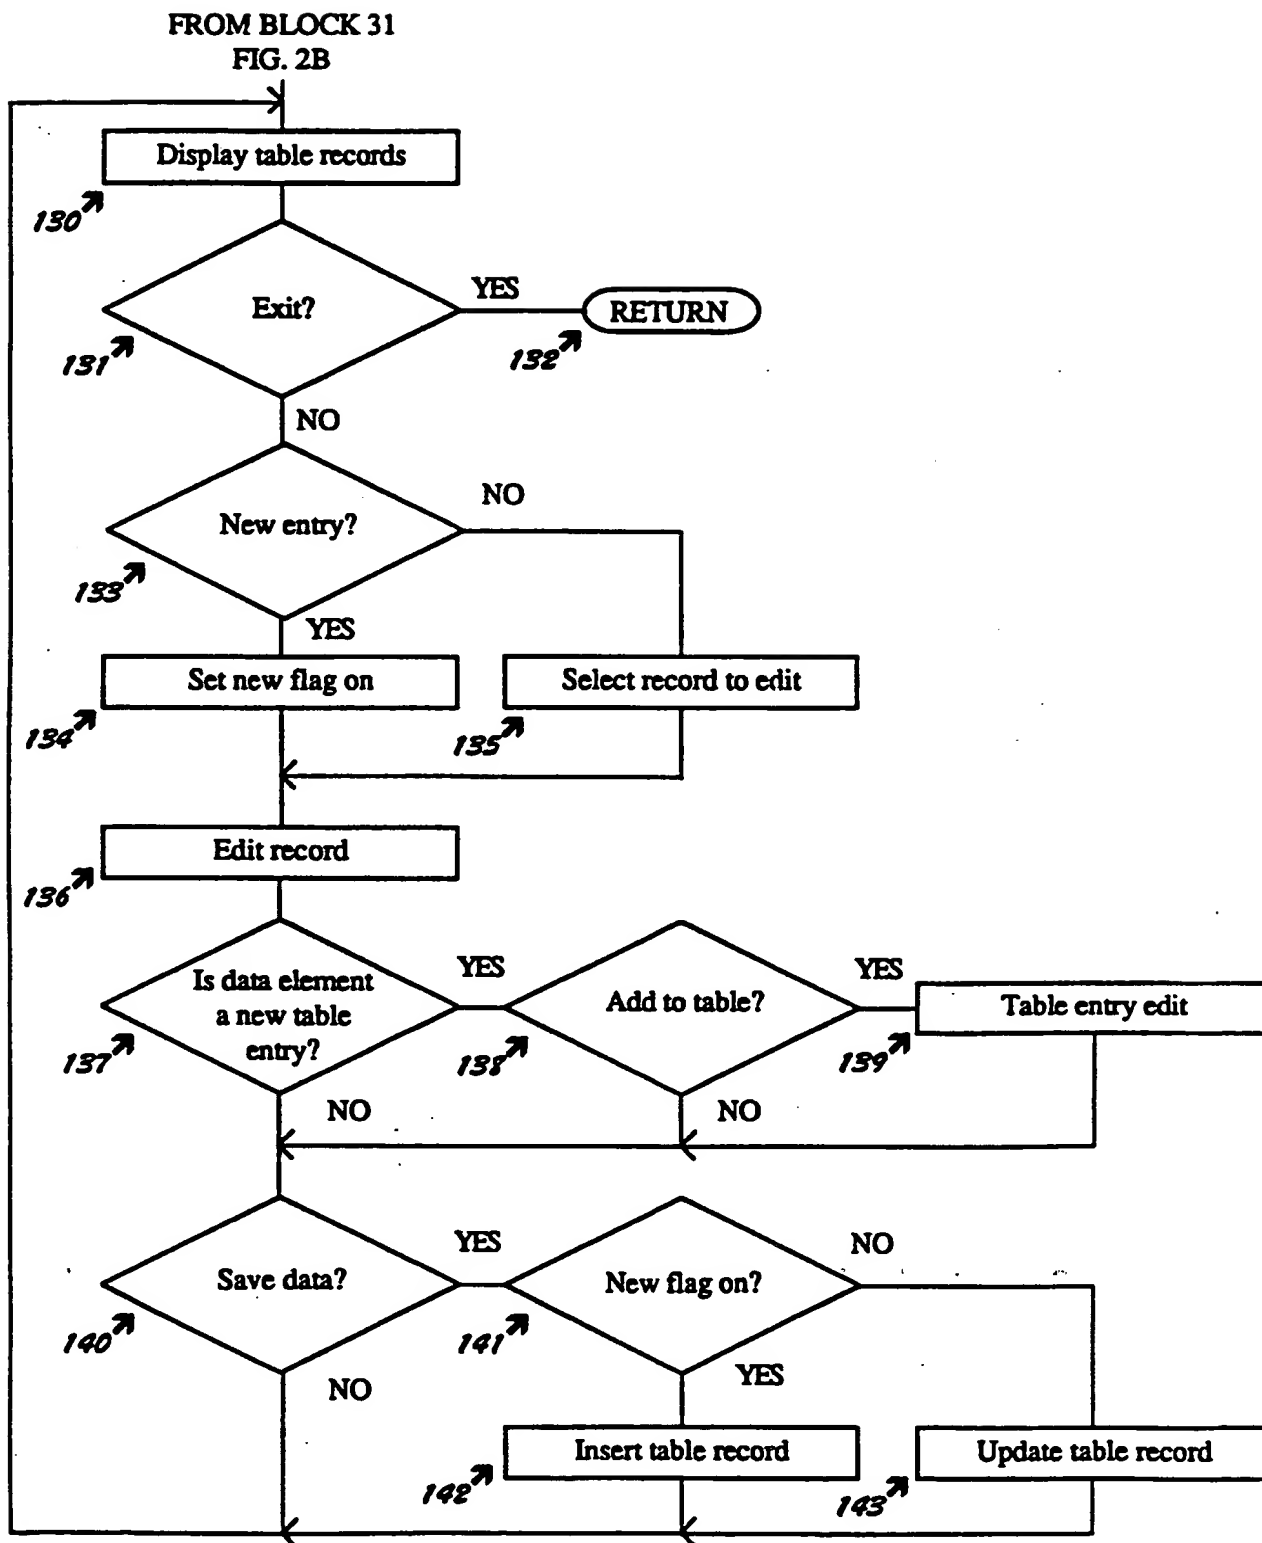 FROM BLOCK 31
FIG. 2B
Display table records
130
Exit?
YES
RETURN
131
132
NO
New entry?
NO
133
YES
Set new flag on
Select record to edit
134
135
Edit record
136
Is data element
a new table
entry?
YES
Add to table?
YES
Table entry edit
137
138
139
NO
NO
Save data?
YES
New flag on?
NO
140
141
NO
YES
Insert table record
Update table record
142
143